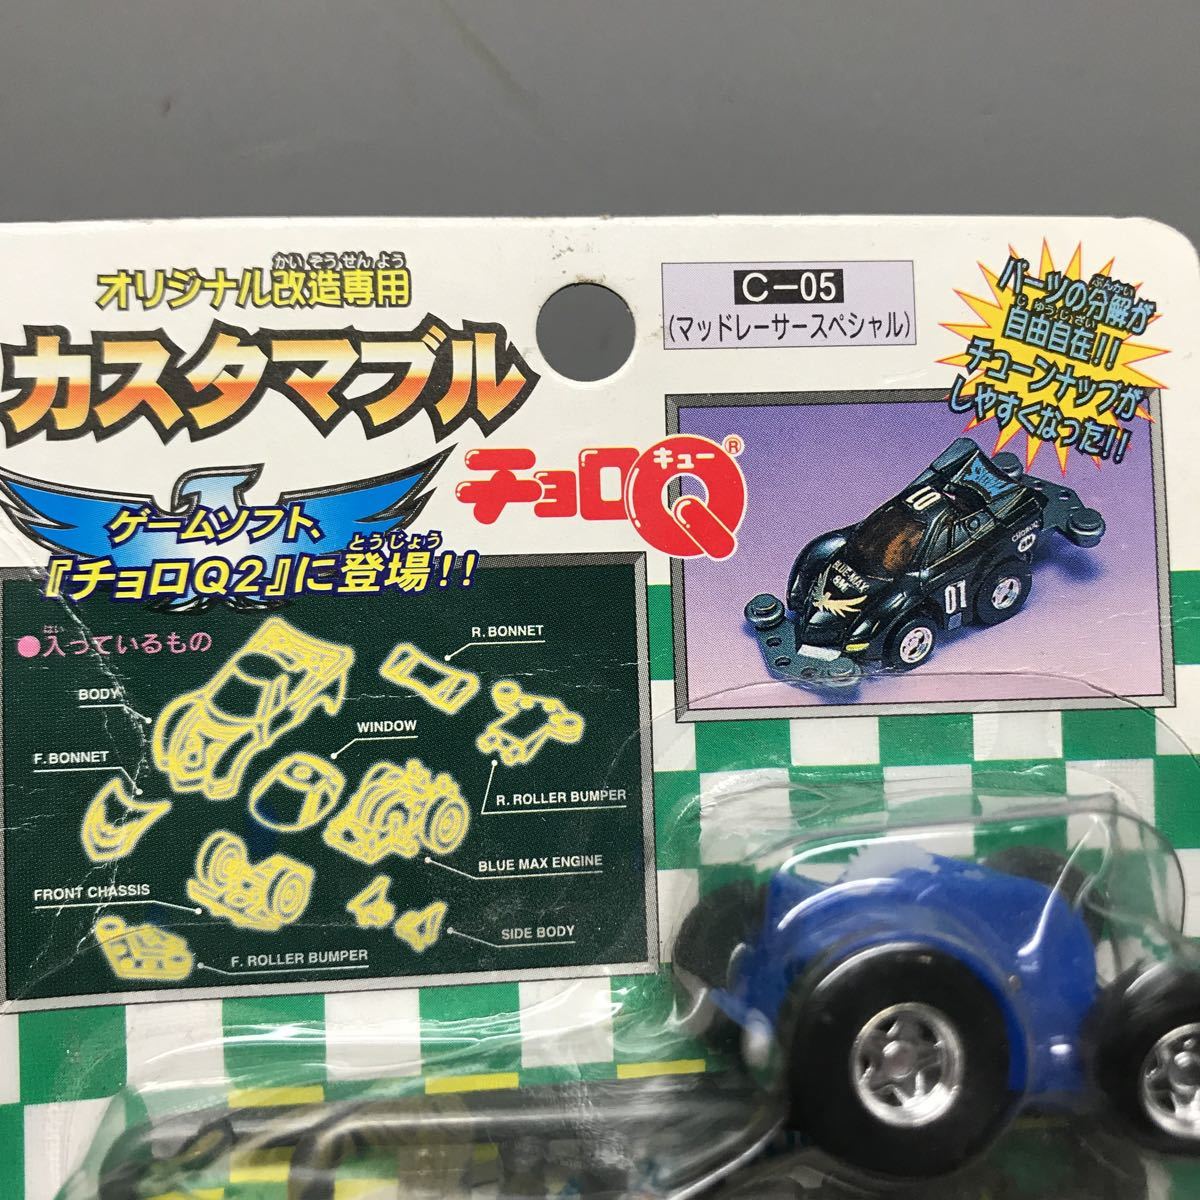 かいぞうせんよう
オリジナル改造専用
カスタマブル
チョロQ®
キュー
ゲームソフト、
とうじょう
『チョロQ2』に登場!!
C-05
(マッドレーサースペシャル)
ぶんかい
パーツの分解が
じゆうじざい
自由自在!!
チューンナップが
しやすくなった!!
はい
●入っているもの
R. BONNET
BODY
WINDOW
F. BONNET
R. ROLLER BUMPER
BLUE MAX ENGINE
FRONT CHASSIS
SIDE BODY
F. ROLLER BUMPER
01
CHORO Q
BM
BLUE-MAX
BM
01